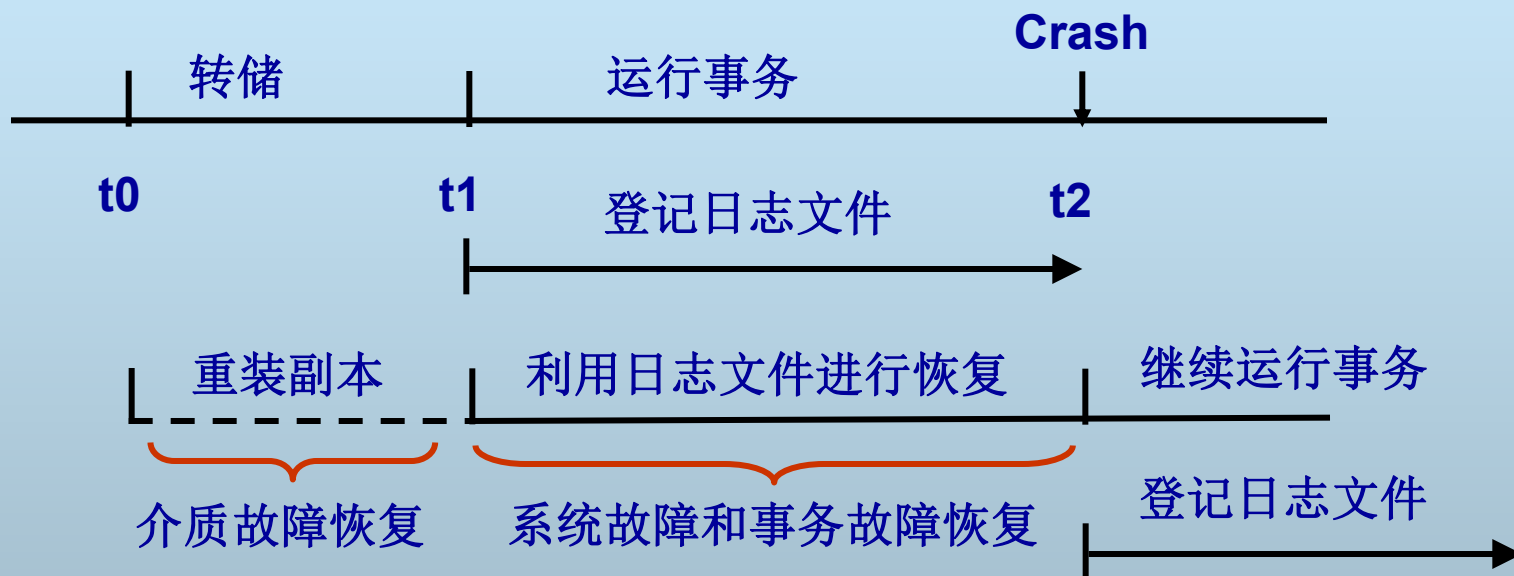 Crash
转储
运行事务
t0
t1
t2
登记日志文件
重装副本
利用日志文件进行恢复
继续运行事务
介质故障恢复
系统故障和事务故障恢复
登记日志文件